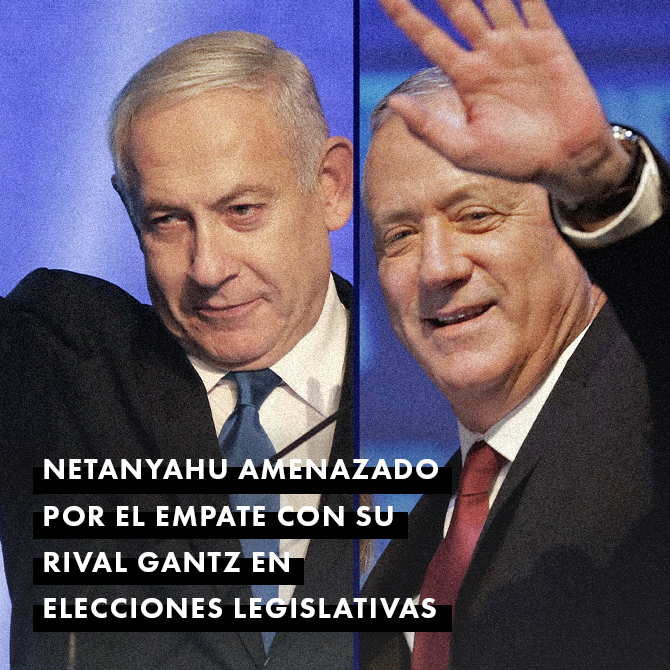 NETANYAHU AMENAZADO
POR EL EMPATE CON SU
RIVAL GANTZ EN
ELECCIONES LEGISLATIVAS